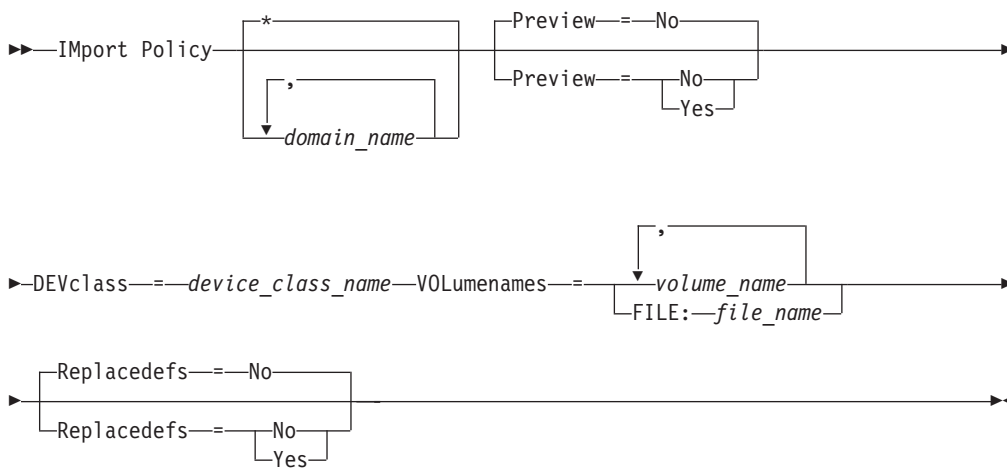 *
Preview = No
IMport Policy
,
Preview = No
Yes
domain_name
,
DEVclass = device_class_name VOLumenames = volume_name
FILE: file_name
Replacedefs = No
Replacedefs = No
Yes